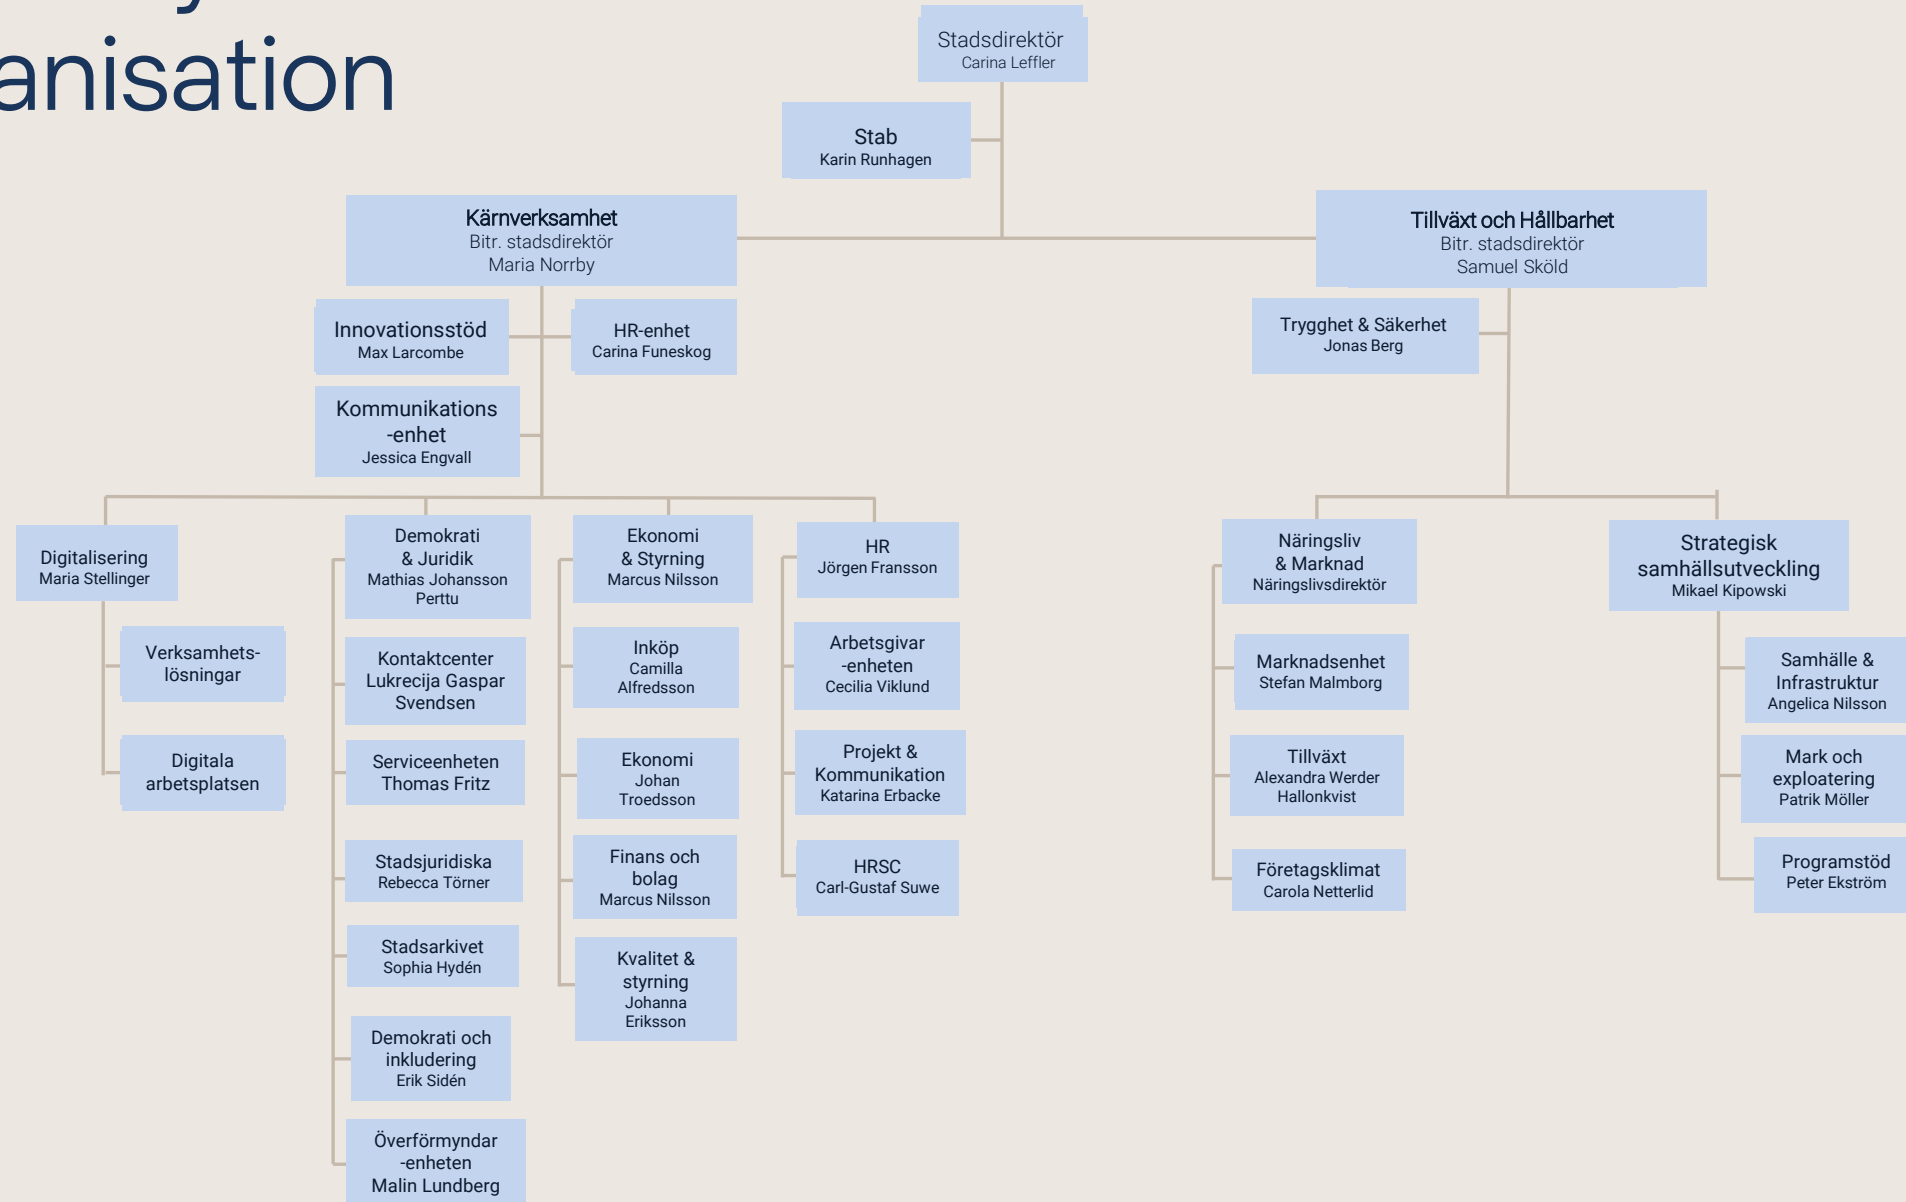 anisation
Stadsdirektör
Carina Leffler
Stab
Karin Runhagen
Kärnverksamhet
Bitr. stadsdirektör
Maria Norrby
Tillväxt och Hållbarhet
Bitr. stadsdirektör
Samuel Sköld
Innovationsstöd
Max Larcombe
HR-enhet
Carina Funeskog
Kommunikations
-enhet
Jessica Engvall
Trygghet & Säkerhet
Jonas Berg
Digitalisering
Maria Stellinger
Verksamhets-
lösningar
Digitala
arbetsplatsen
Demokrati
& Juridik
Mathias Johansson
Perttu
Kontaktcenter
Lukrecija Gaspar
Svendsen
Serviceenheten
Thomas Fritz
Stadsjuridiska
Rebecca Törner
Stadsarkivet
Sophia Hydén
Demokrati och
inkludering
Erik Sidén
Överförmyndar
-enheten
Malin Lundberg
Ekonomi
& Styrning
Marcus Nilsson
Inköp
Camilla
Alfredsson
Ekonomi
Johan
Troedsson
Finans och
bolag
Marcus Nilsson
Kvalitet &
styrning
Johanna
Eriksson
HR
Jörgen Fransson
Arbetsgivar
-enheten
Cecilia Viklund
Projekt &
Kommunikation
Katarina Erbacke
HRSC
Carl-Gustaf Suwe
Näringsliv
& Marknad
Näringslivsdirektör
Marknadsenhet
Stefan Malmborg
Tillväxt
Alexandra Werder
Hallonkvist
Företagsklimat
Carola Netterlid
Strategisk
samhällsutveckling
Mikael Kipowski
Samhälle &
Infrastruktur
Angelica Nilsson
Mark och
exploatering
Patrik Möller
Programstöd
Peter Ekström